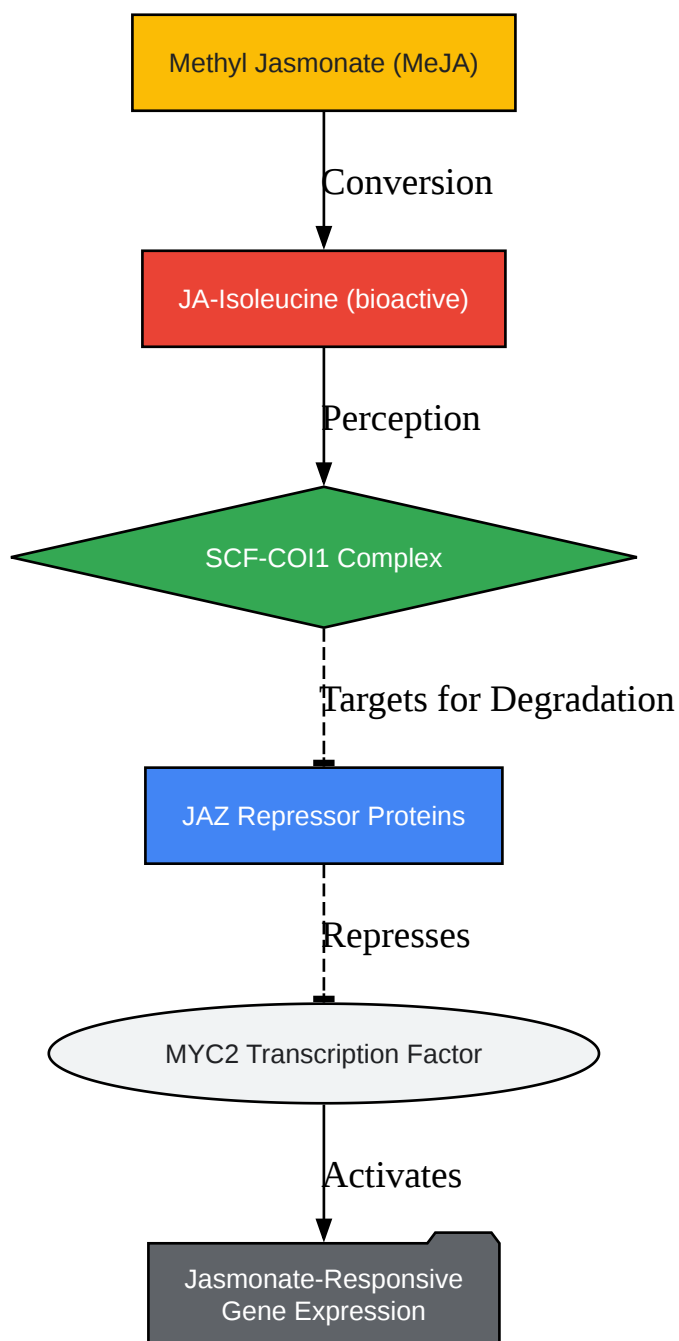 Methyl Jasmonate (MeJA)
Conversion
JA-Isoleucine (bioactive)
Perception
SCF-COI1 Complex
Targets for Degradation
JAZ Repressor Proteins
Represses
MYC2 Transcription Factor
Activates
Jasmonate-Responsive
Gene Expression